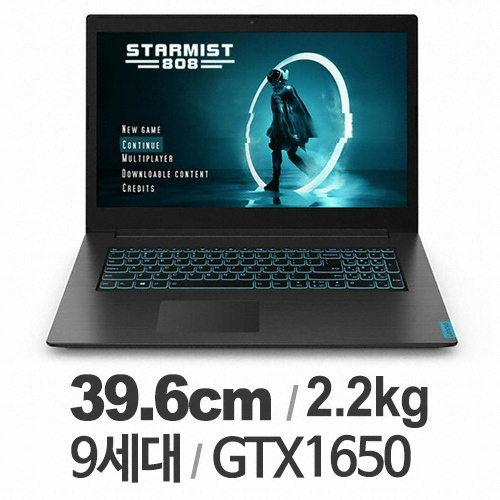 STARMIST
808
NEW GAME
CONTINUE
MULTIPLAYER
DOWNLOADABLE CONTENT
CREDITS
39.6cm / 2.2kg
9세대 / GTX1650